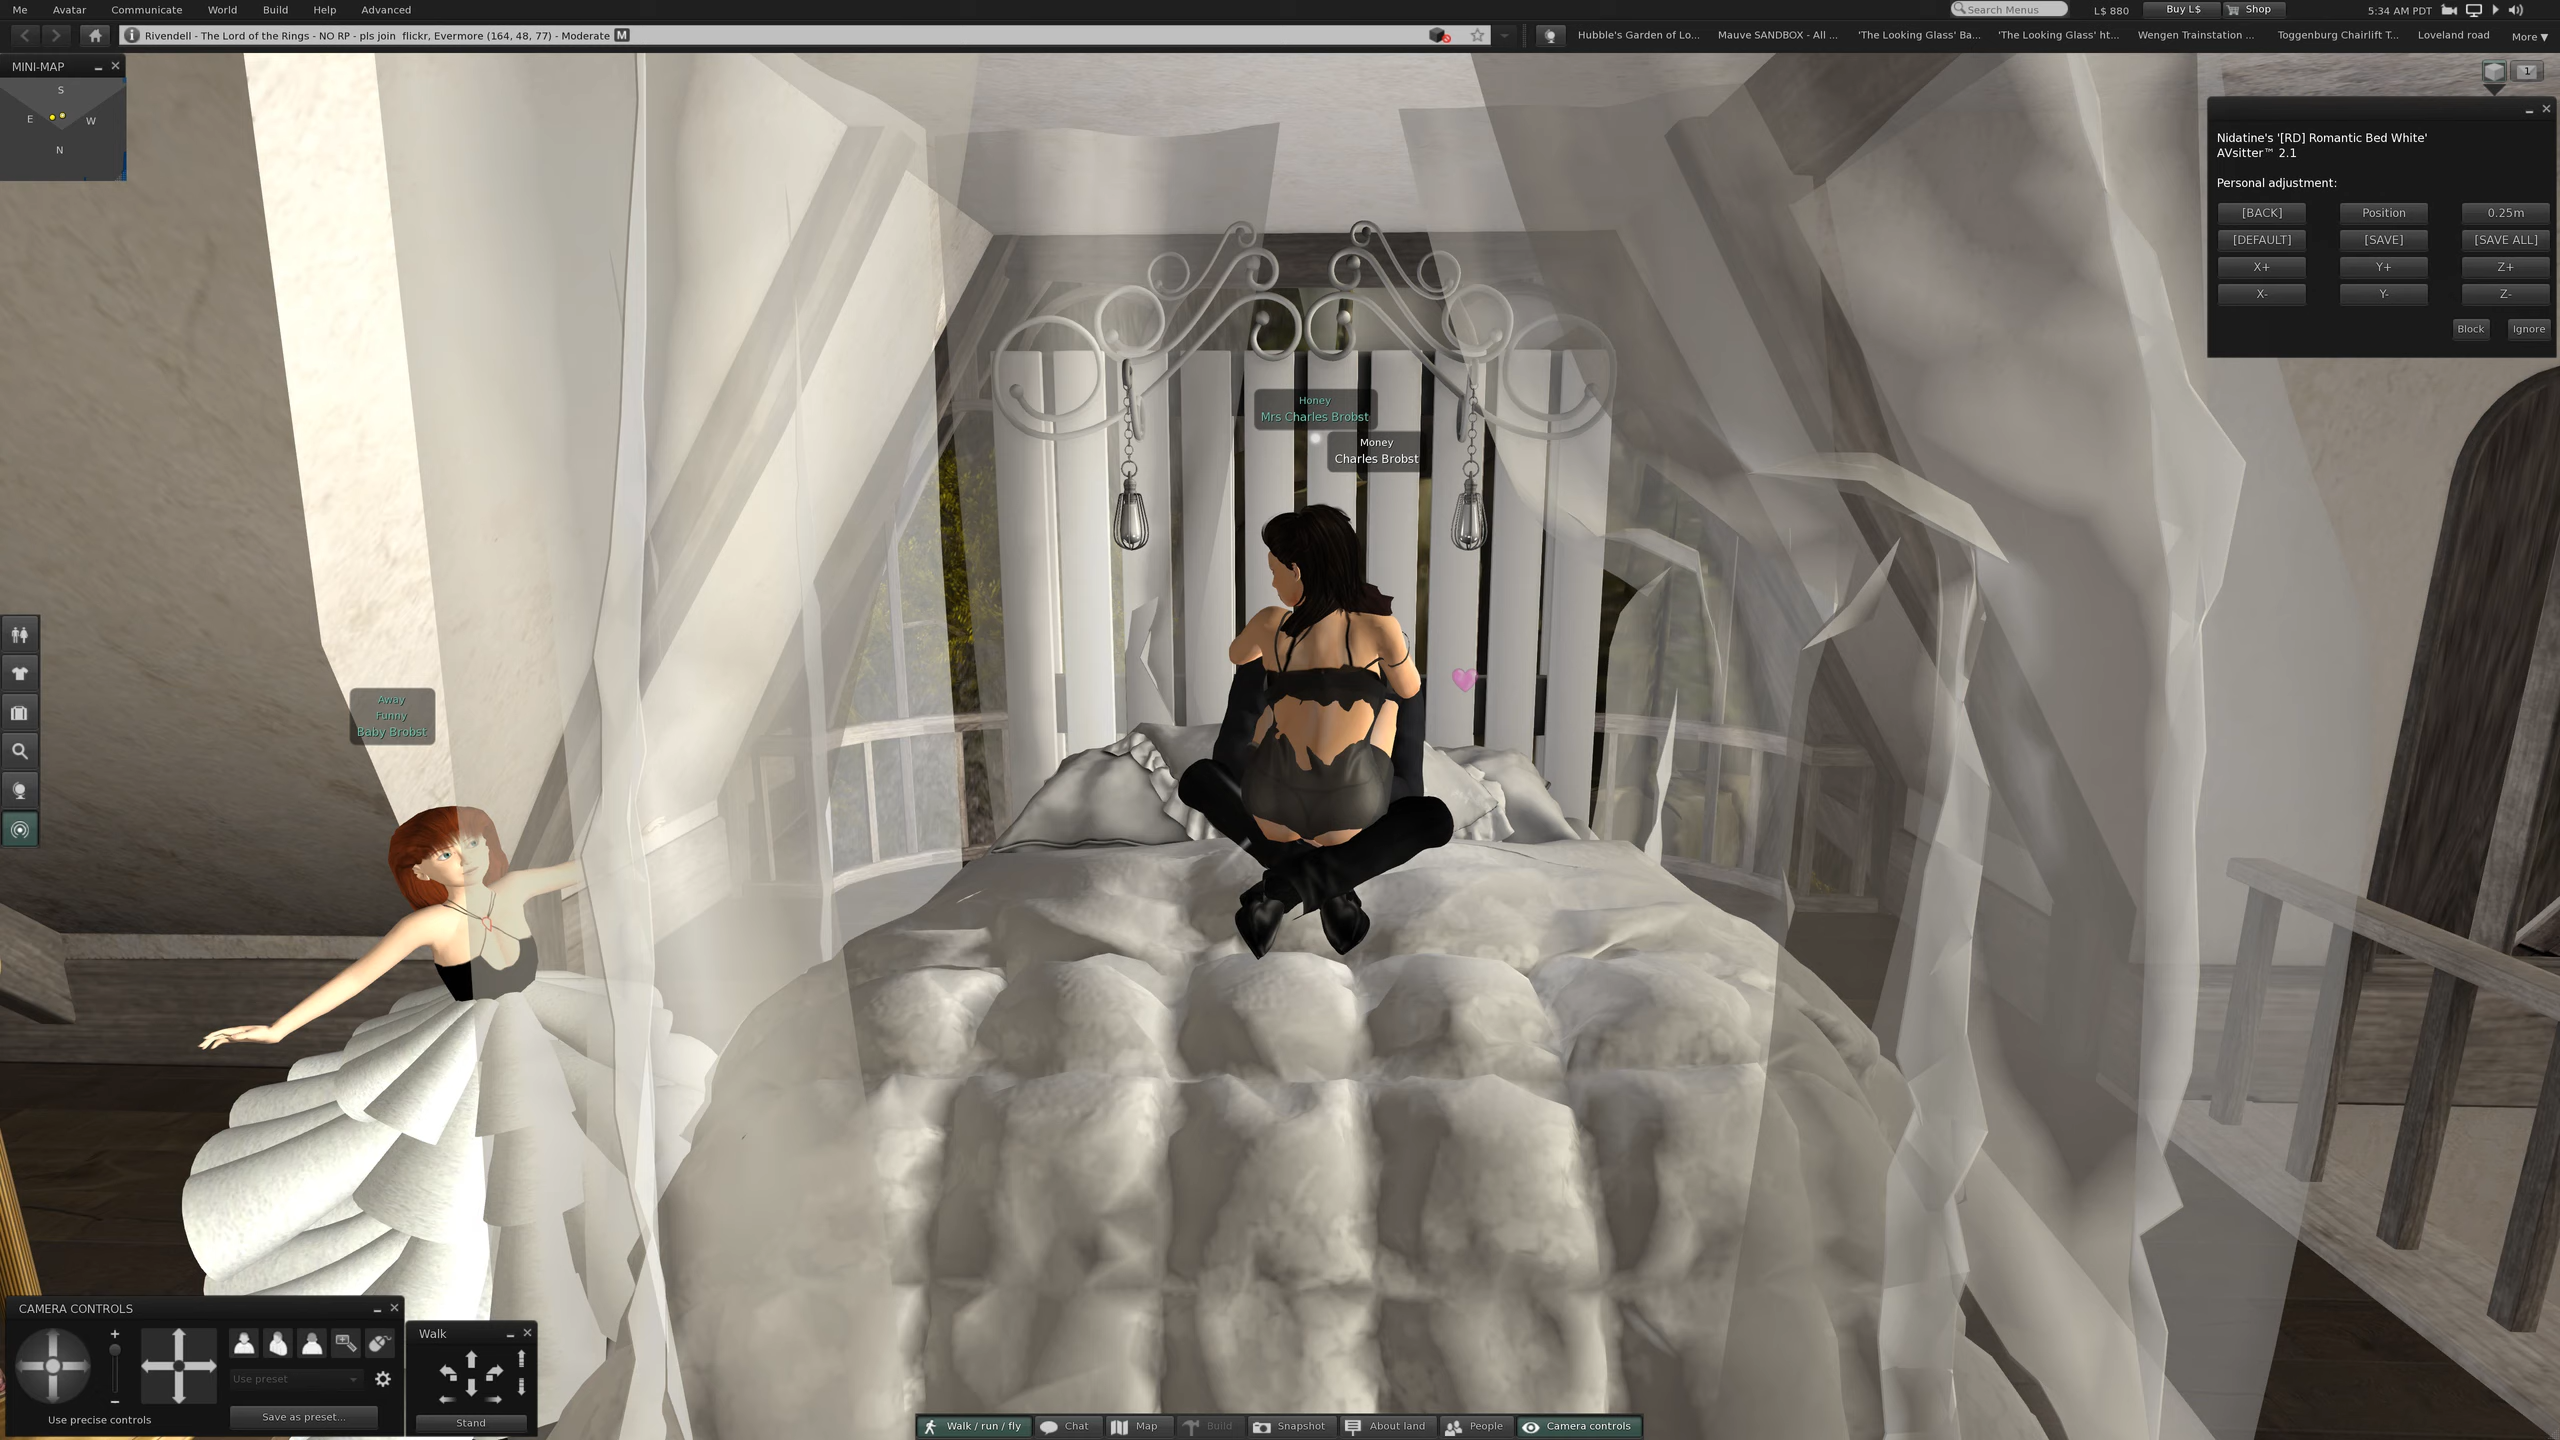 Me Avatar Communicate World Build Help Advanced
Search Menus L$ 880 Buy L$ Shop 5:34 AM PDT
Rivendell - The Lord of the Rings - NO RP - pls join flickr, Evermore (164, 48, 77) - Moderate M
Hubble's Garden of Lo... Mauve SANDBOX - All ... 'The Looking Glass' Ba... 'The Looking Glass' ht... Wengen Trainstation ... Toggenburg Chairlift T... Loveland road More ▼
MINI-MAP
S
E W
N
1
Nidatine's '[RD] Romantic Bed White'
AVsitter™ 2.1
Personal adjustment:
[BACK] Position 0.25m
[DEFAULT] [SAVE] [SAVE ALL]
X+ Y+ Z+
X- Y- Z-
Block Ignore
Honey
Mrs Charles Brobst
Money
Charles Brobst
Away
Funny
Baby Brobst
CAMERA CONTROLS
Use preset
Use precise controls
Save as preset...
Walk
Stand
Walk / run / fly Chat Map Build Snapshot About land People Camera controls